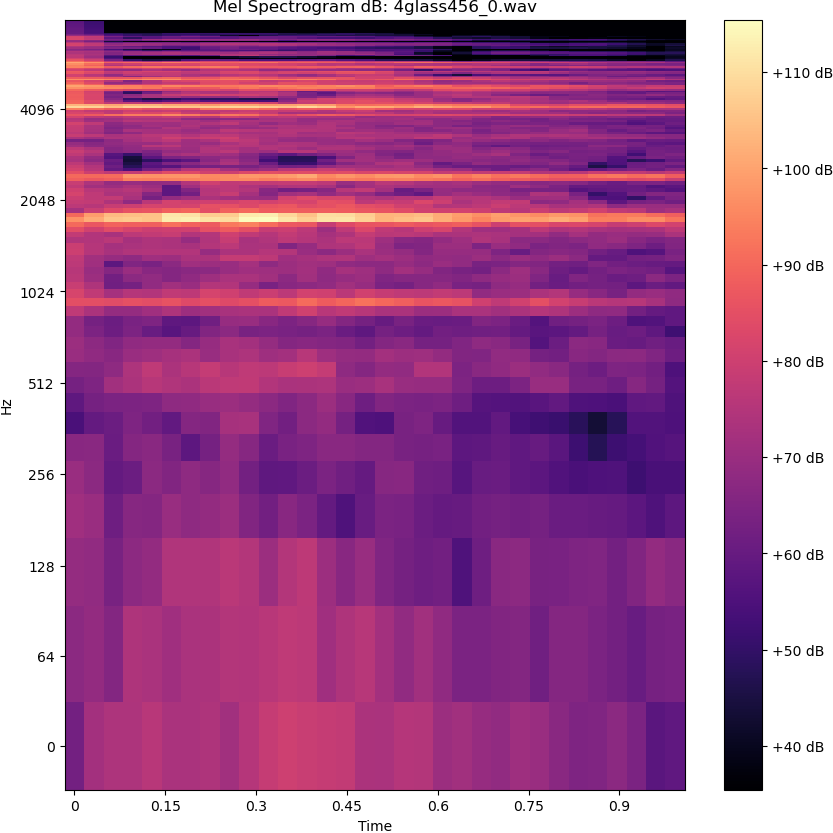 Mel Spectrogram dB: 4glass456_0.wav
+110 dB
4096
+100 dB
2048
+90 dB
1024
+80 dB
512
Hz
+70 dB
256
+60 dB
128
64
+50 dB
0
+40 dB
0 0.15 0.3 0.45 0.6 0.75 0.9
Time